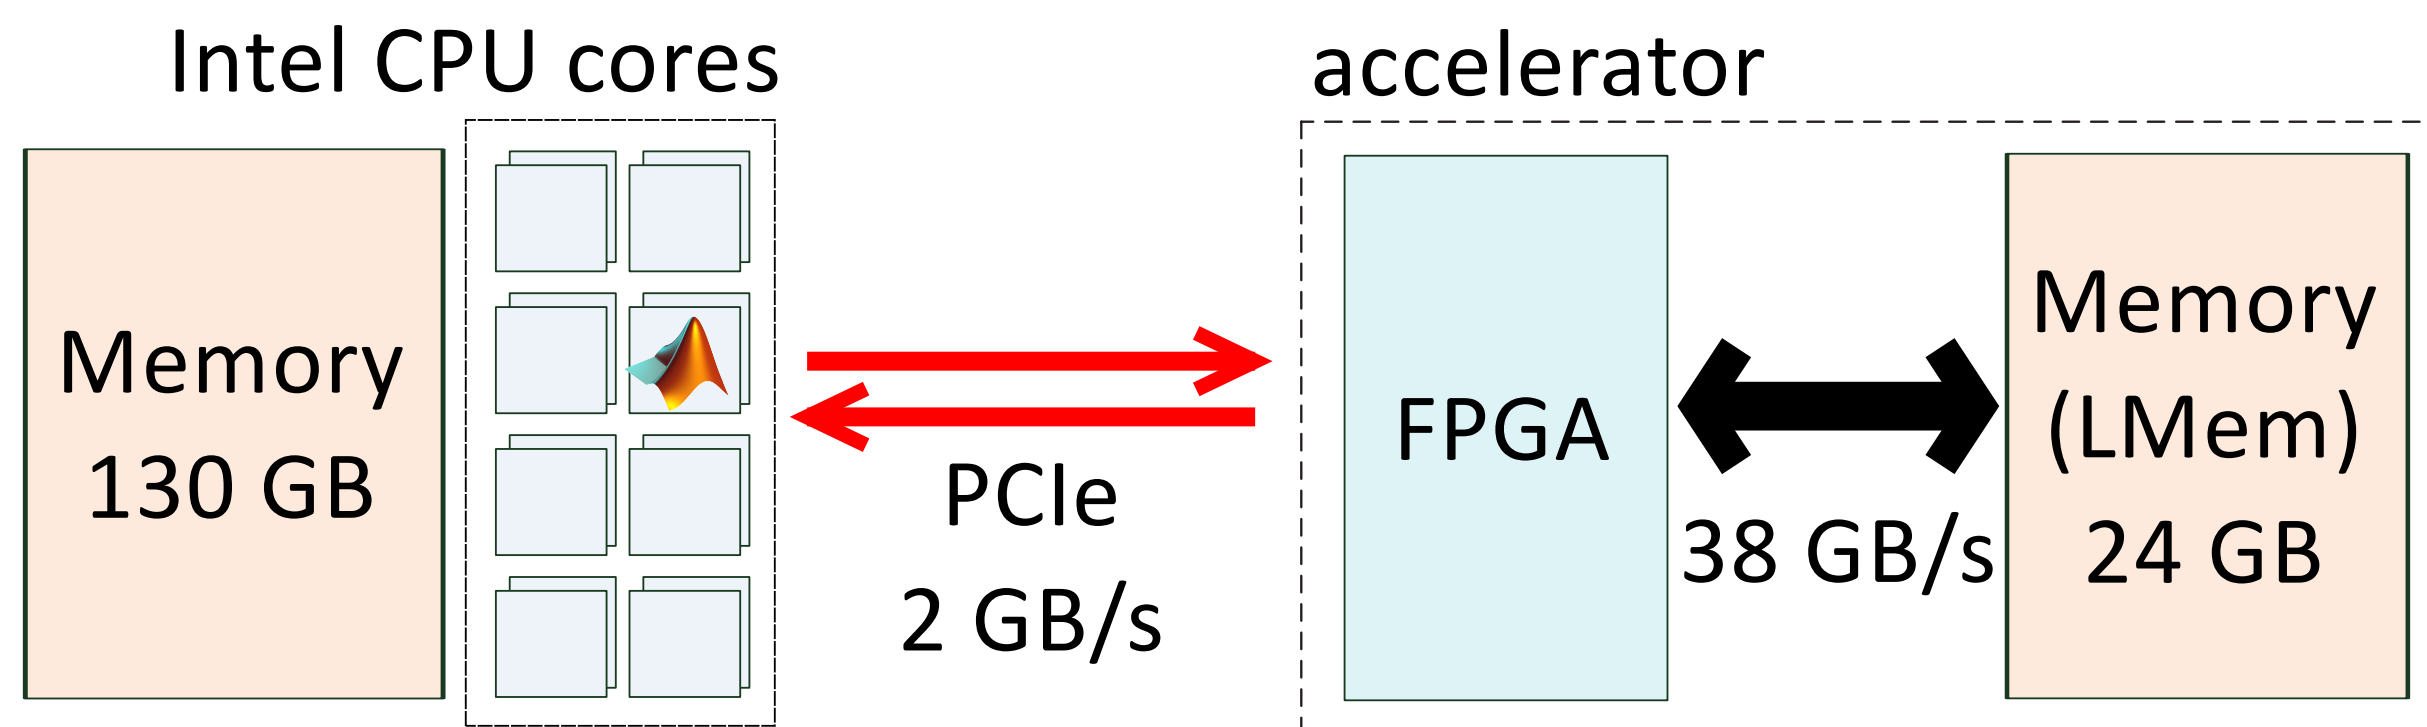 Intel CPU cores
accelerator
Memory
130 GB
PCIe
2 GB/s
FPGA
38 GB/s
Memory
(LMem)
24 GB